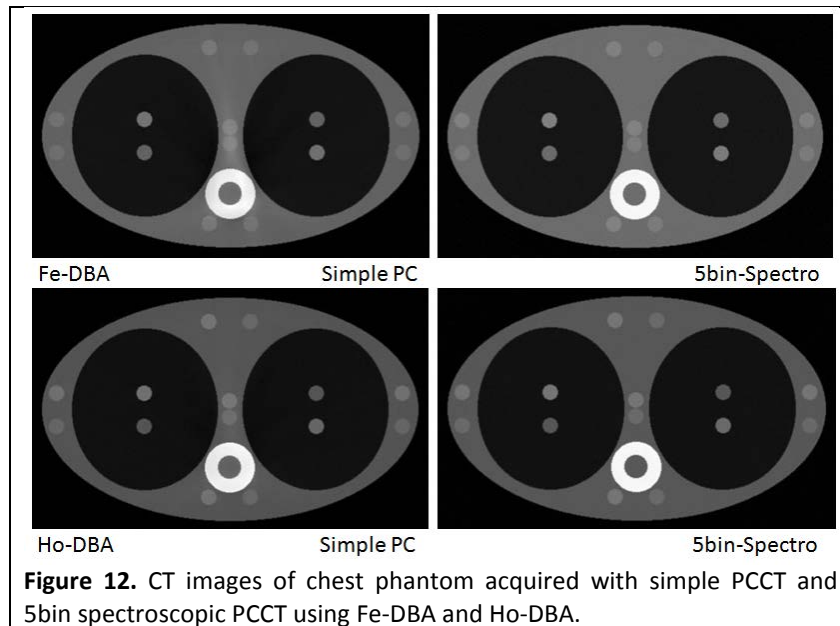 Fe-DBA Simple PC 5bin-Spectro
Ho-DBA Simple PC 5bin-Spectro
Figure 12. CT images of chest phantom acquired with simple PCCT and
5bin spectroscopic PCCT using Fe-DBA and Ho-DBA.